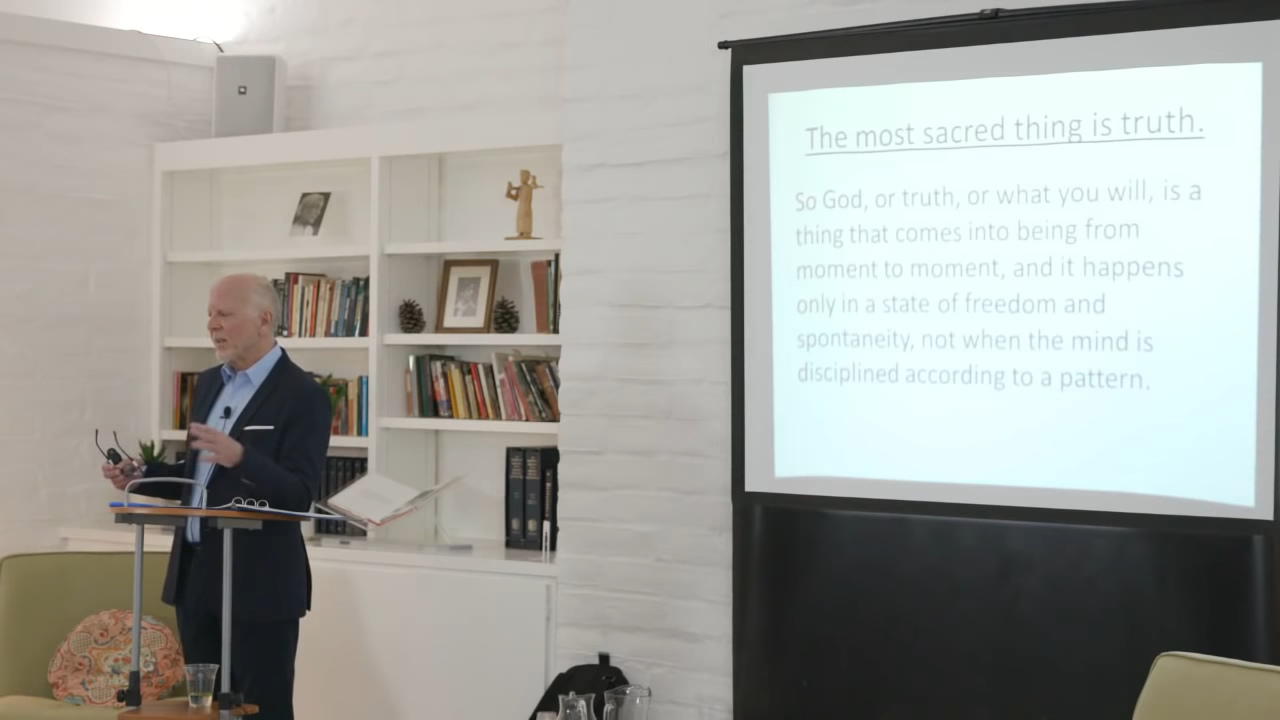 The most sacred thing is truth.
So God, or truth, or what you will, is a
thing that comes into being from
moment to moment, and it happens
only in a state of freedom and
spontaneity, not when the mind is
disciplined according to a pattern.